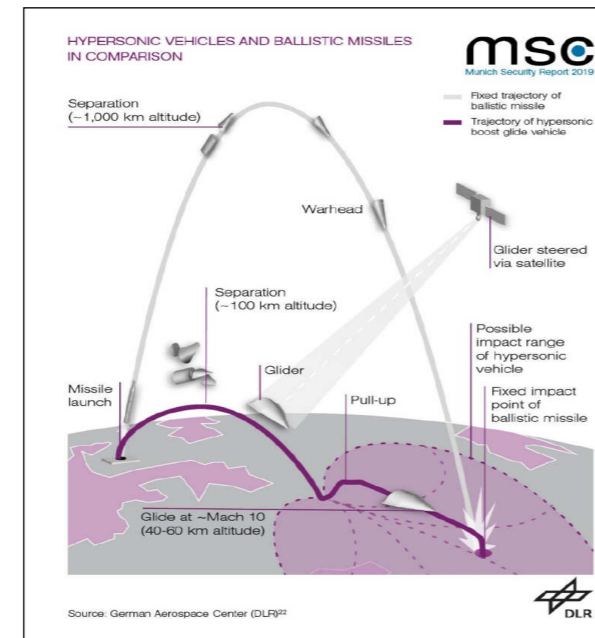 HYPERSONIC VEHICLES AND BALLISTIC MISSILES
IN COMPARISON
msc
Munich Security Report 2019
Fixed trajectory of
ballistic missile
Trajectory of hypersonic
boost glide vehicle
Separation
(~1,000 km altitude)
Warhead
Glider steered
via satellite
Separation
(~100 km altitude)
Possible
impact range
of hypersonic
vehicle
Glider
Missile
launch
Pull-up
Fixed impact
point of
ballistic missile
Glide at ~Mach 10
(40-60 km altitude)
Source: German Aerospace Center (DLR)²²
DLR